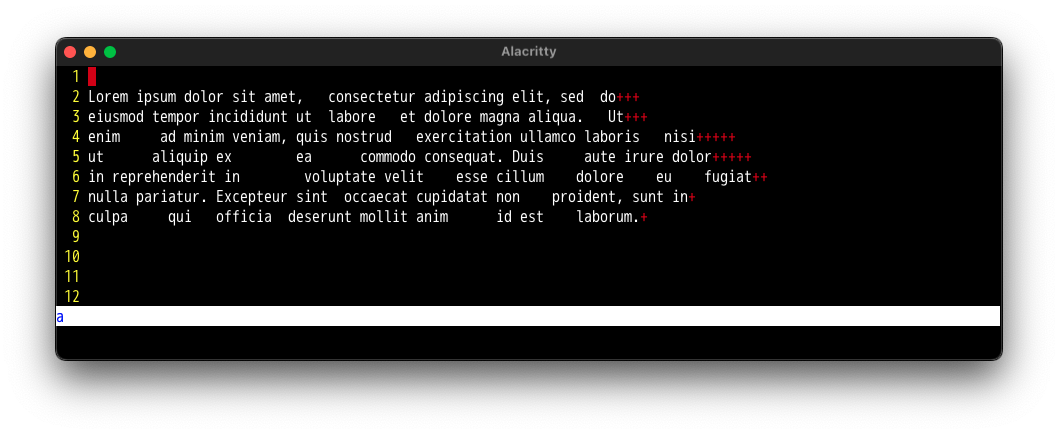 Alacritty
1
2 Lorem ipsum dolor sit amet,   consectetur adipiscing elit, sed  do+++
3 eiusmod tempor incididunt ut  labore   et dolore magna aliqua.   Ut+++
4 enim     ad minim veniam, quis nostrud   exercitation ullamco laboris   nisi+++++
5 ut      aliquip ex        ea      commodo consequat. Duis     aute irure dolor+++++
6 in reprehenderit in        voluptate velit    esse cillum    dolore    eu    fugiat++
7 nulla pariatur. Excepteur sint  occaecat cupidatat non    proident, sunt in+
8 culpa     qui   officia  deserunt mollit anim      id est    laborum.+
9
10
11
12
a